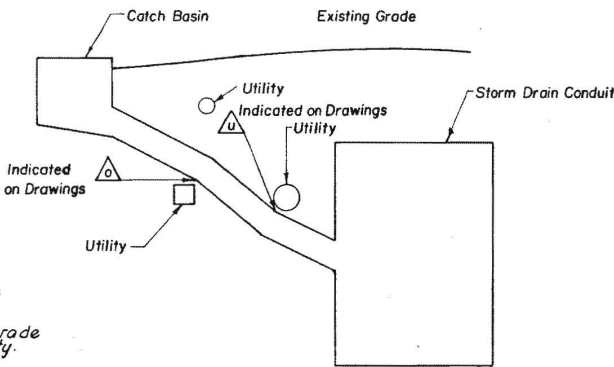 Catch Basin
Existing Grade
Utility
Storm Drain Conduit
u
Indicated on Drawings
Utility
Indicated
on Drawings
o
Utility